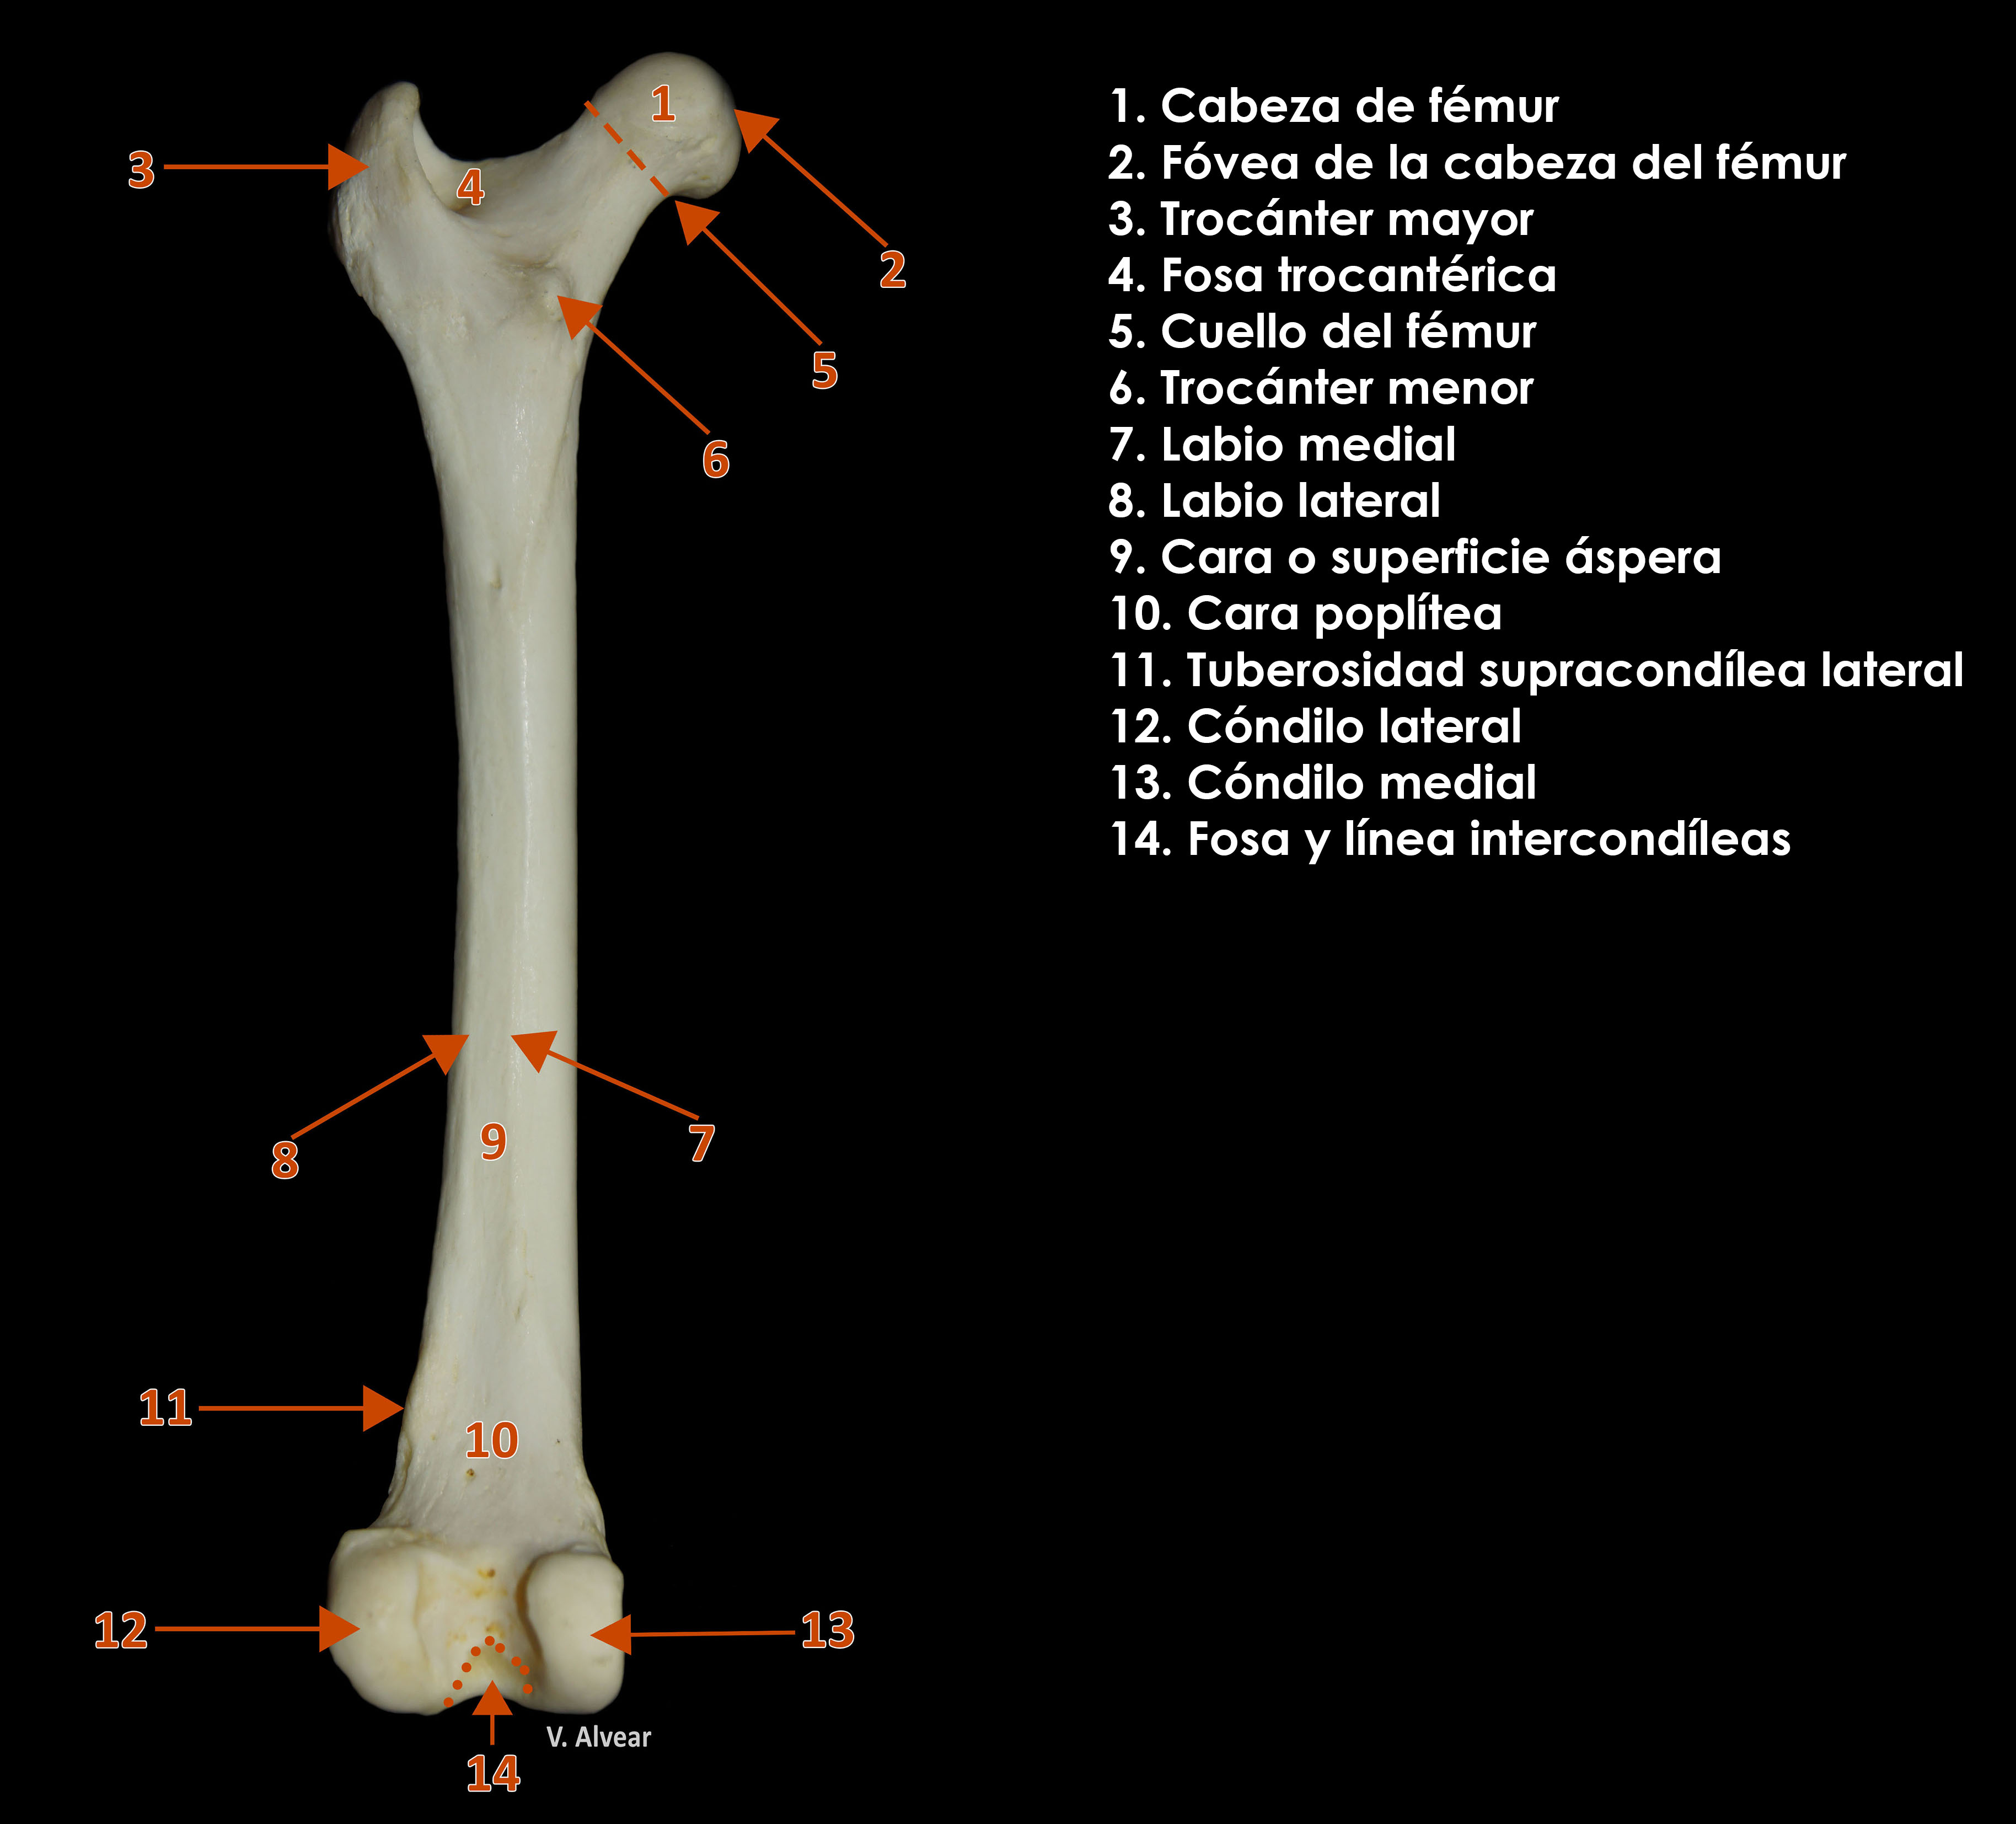 1. Cabeza de fémur
2. Fóvea de la cabeza del fémur
3. Trocánter mayor
4. Fosa trocantérica
5. Cuello del fémur
6. Trocánter menor
7. Labio medial
8. Labio lateral
9. Cara o superficie áspera
10. Cara poplítea
11. Tuberosidad supracondílea lateral
12. Cóndilo lateral
13. Cóndilo medial
14. Fosa y línea intercondíleas
1
3
4
2
5
6
8
9
7
11
10
12
13
V. Alvear
14